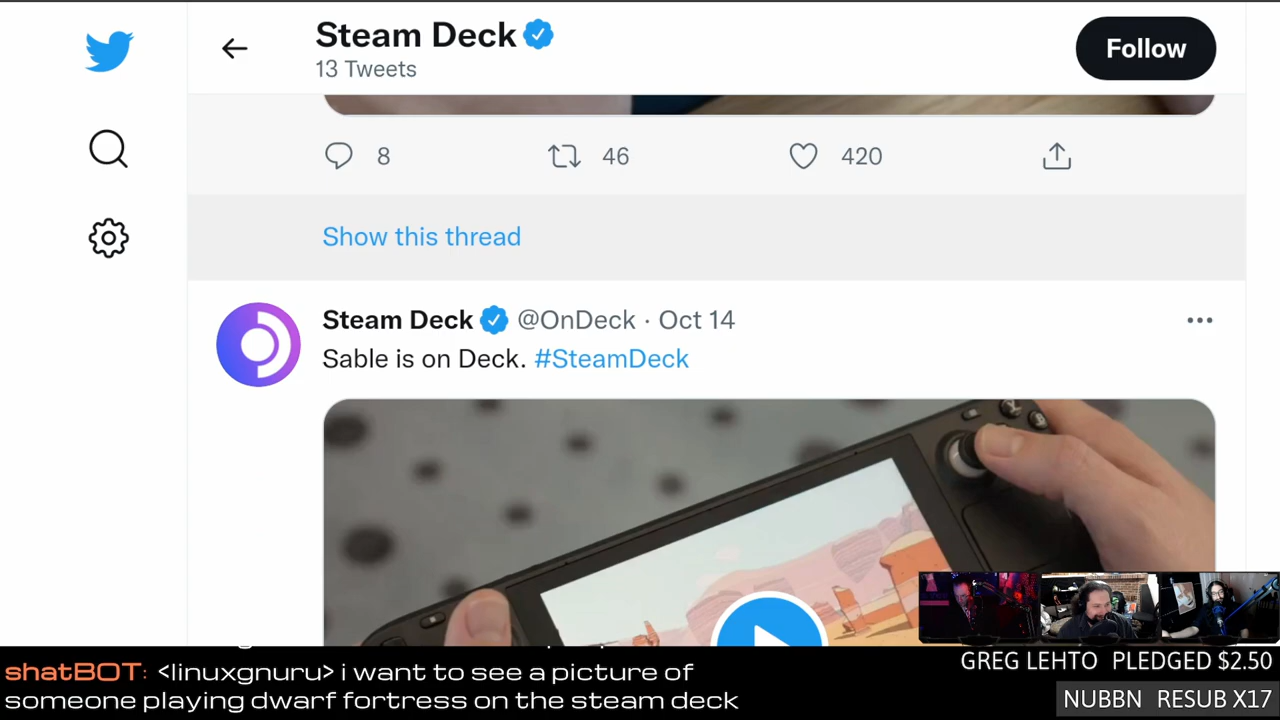 Steam Deck
13 Tweets
Follow
8
46
420
Show this thread
Steam Deck @OnDeck · Oct 14
Sable is on Deck. #SteamDeck
shatBOT: <linuxgnuru> i want to see a picture of
someone playing dwarf fortress on the steam deck
GREG LEHTO PLEDGED $2.50
NUBBN RESUB X17